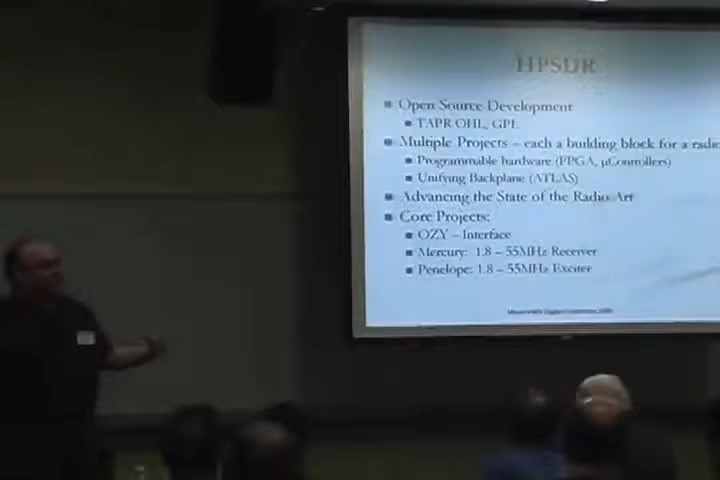 HPSDR
Open Source Development
TAPR OHL, GPL
Multiple Projects – each a building block for a radio
Programmable hardware (FPGA, µControllers)
Unifying Backplane (ATLAS)
Advancing the State of the Radio Art
Core Projects:
OZY – Interface
Mercury: 1.8 – 55MHz Receiver
Penelope: 1.8 – 55MHz Exciter